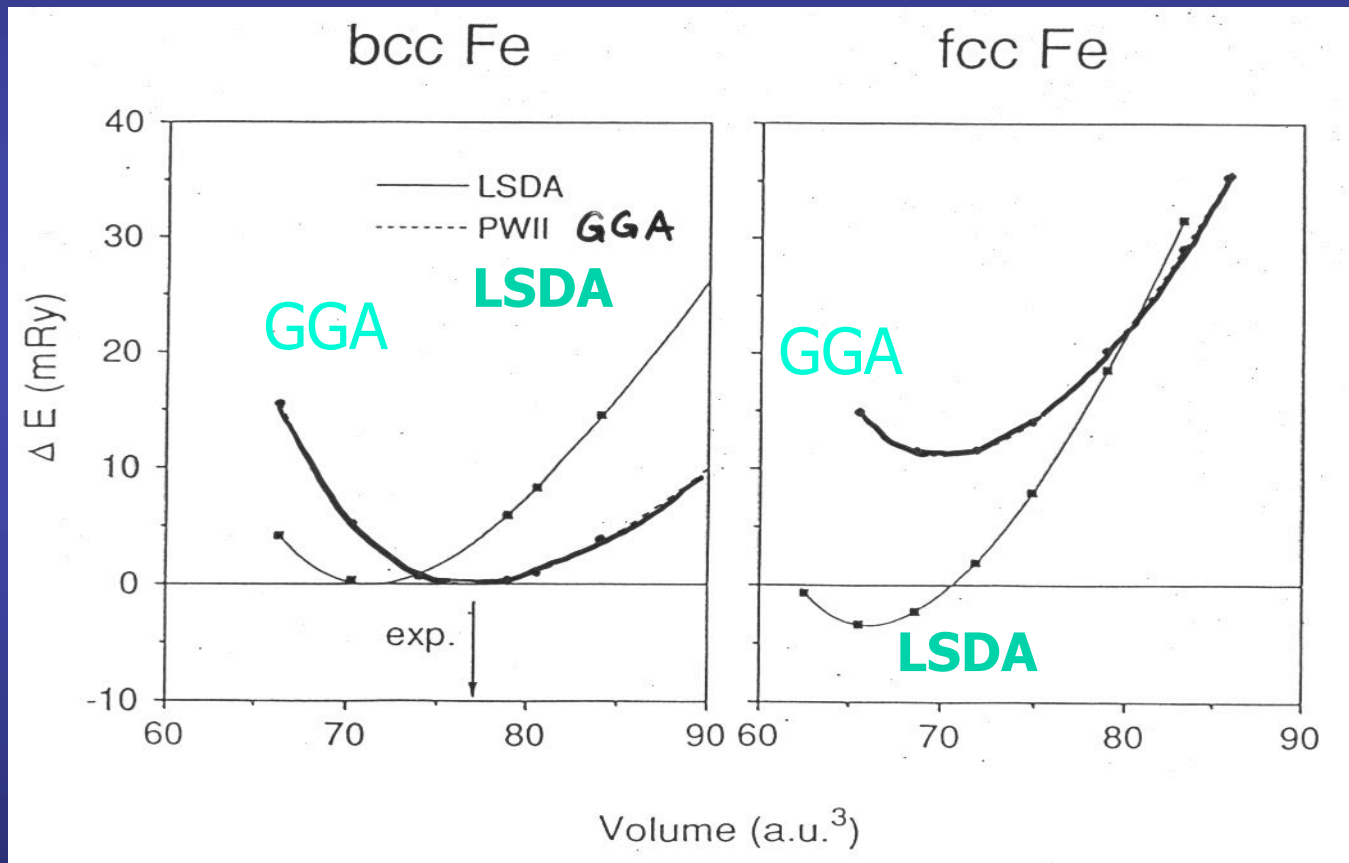 bcc Fe
fcc Fe
40
30
20
10
0
-10
Δ E (mRy)
LSDA
PWII GGA
LSDA
GGA
exp.
60 70 80 90
GGA
LSDA
60 70 80 90
Volume (a.u.³)